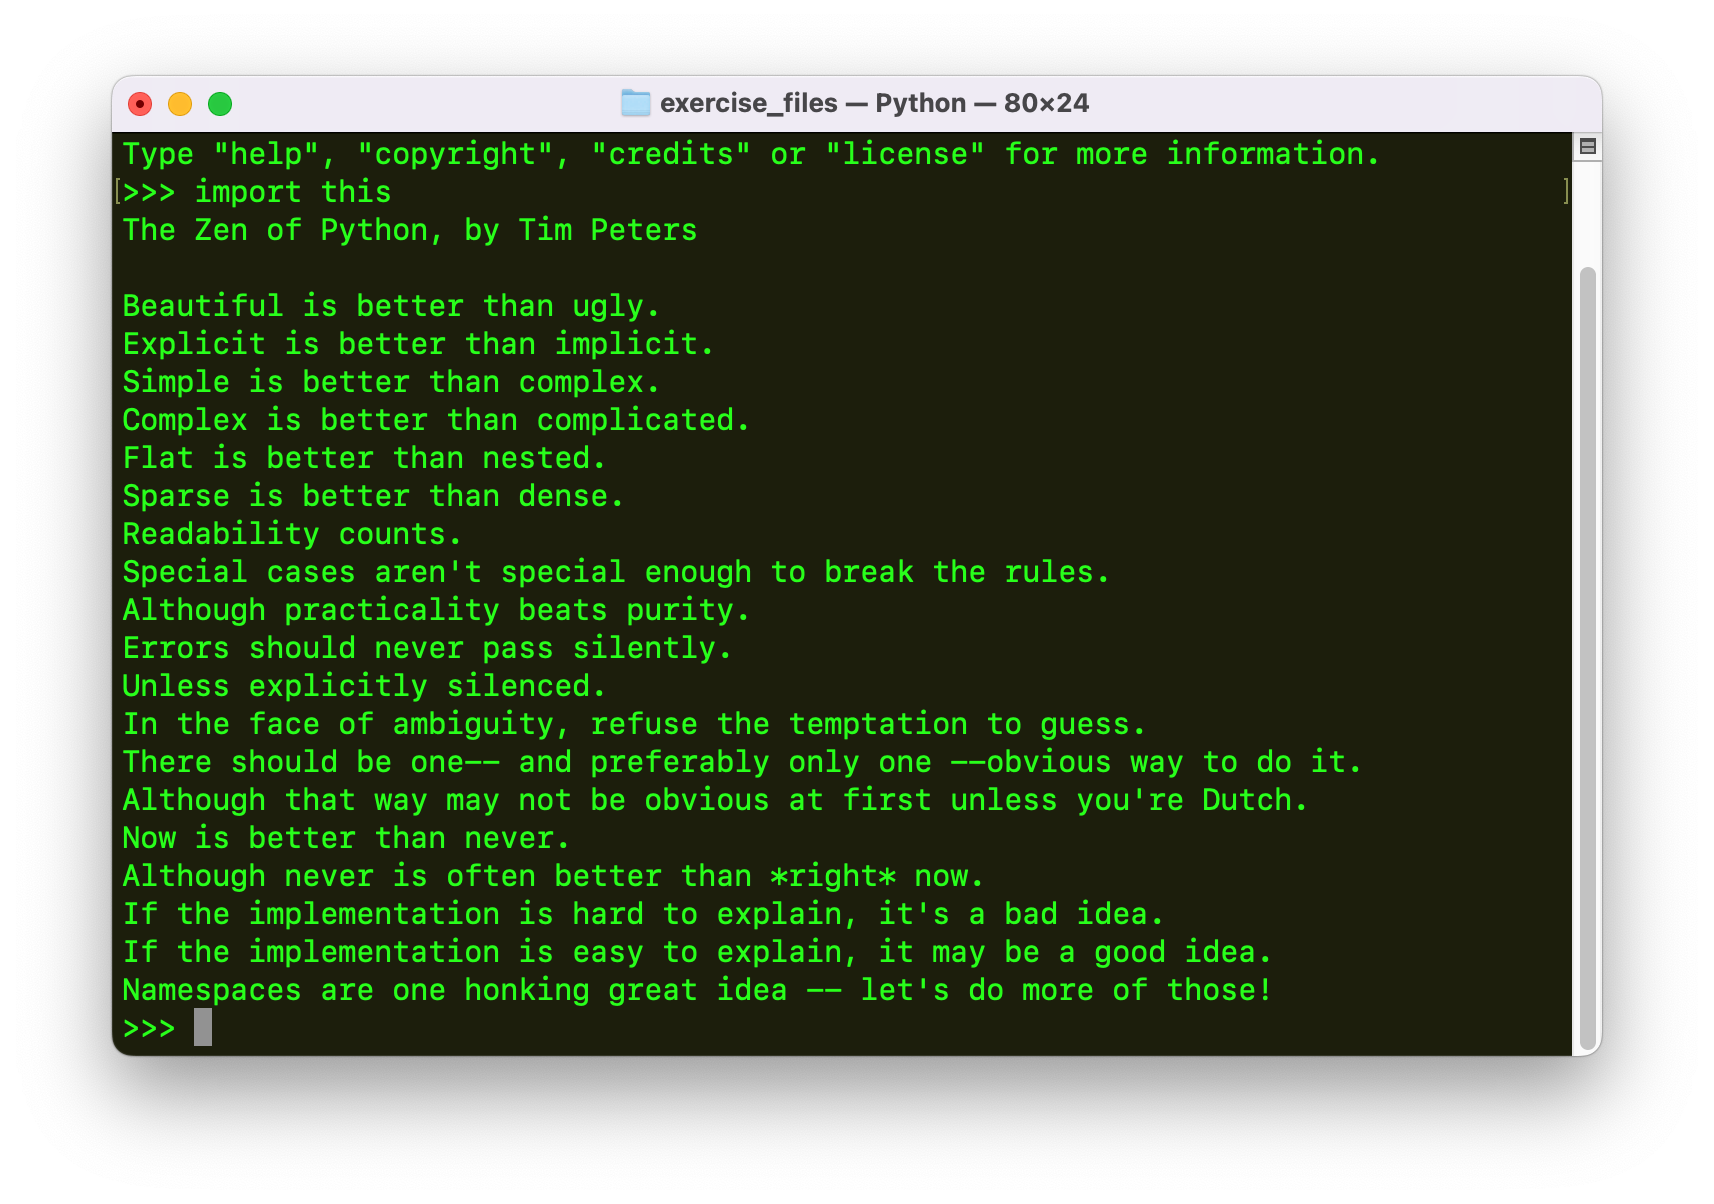 exercise_files — Python — 80×24
Type "help", "copyright", "credits" or "license" for more information.
[>>> import this ]
The Zen of Python, by Tim Peters

Beautiful is better than ugly.
Explicit is better than implicit.
Simple is better than complex.
Complex is better than complicated.
Flat is better than nested.
Sparse is better than dense.
Readability counts.
Special cases aren't special enough to break the rules.
Although practicality beats purity.
Errors should never pass silently.
Unless explicitly silenced.
In the face of ambiguity, refuse the temptation to guess.
There should be one-- and preferably only one --obvious way to do it.
Although that way may not be obvious at first unless you're Dutch.
Now is better than never.
Although never is often better than *right* now.
If the implementation is hard to explain, it's a bad idea.
If the implementation is easy to explain, it may be a good idea.
Namespaces are one honking great idea -- let's do more of those!
>>>